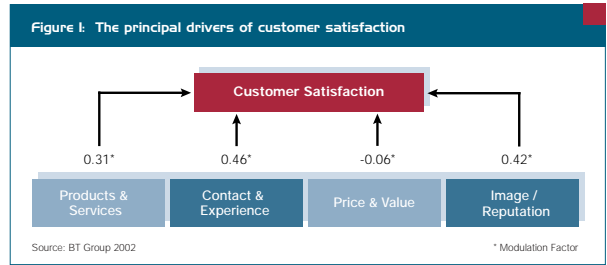 Figure 1: The principal drivers of customer satisfaction
Customer Satisfaction
0.31* 0.46* -0.06* 0.42*
Products &
Services
Contact &
Experience
Price & Value
Image /
Reputation
Source: BT Group 2002
* Modulation Factor